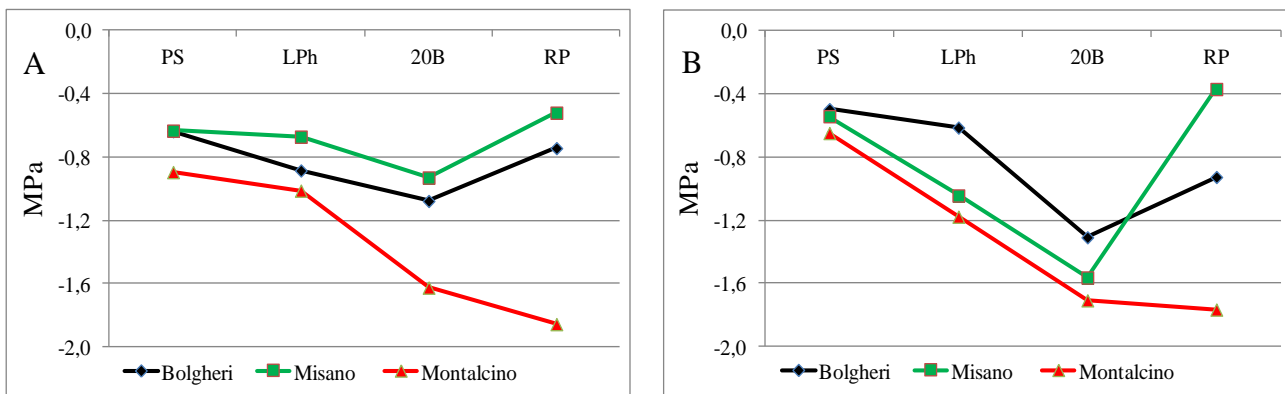 A
MPa
0,0
-0,4
-0,8
-1,2
-1,6
-2,0
PS LPh 20B RP
Bolgheri Misano Montalcino
B
MPa
0,0
-0,4
-0,8
-1,2
-1,6
-2,0
PS LPh 20B RP
Bolgheri Misano Montalcino